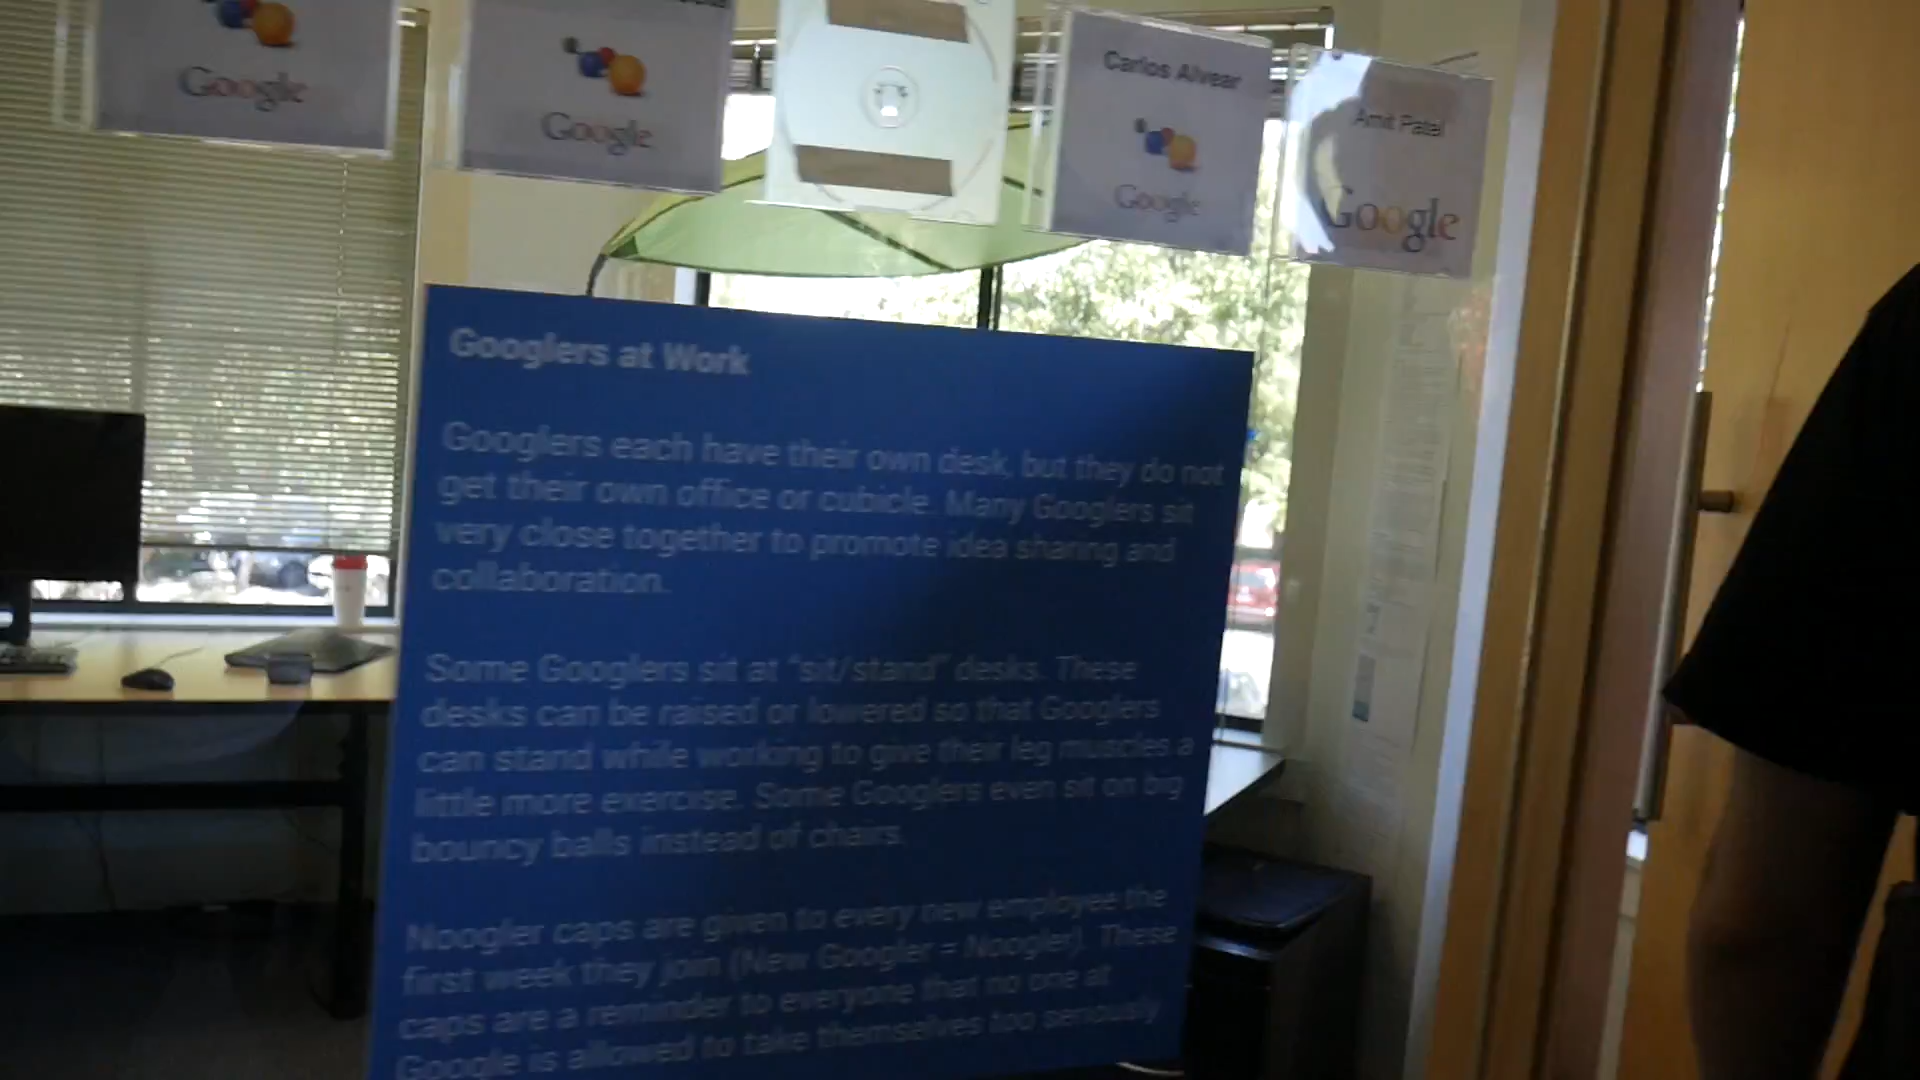 Google
Google
Carlos Alvear
Google
Amit Patel
Google
Googlers at Work
Googlers each have their own desk, but they do not
get their own office or cubicle. Many Googlers sit
very close together to promote idea sharing and
collaboration.
Some Googlers sit at "sit/stand" desks. These
desks can be raised or lowered so that Googlers
can stand while working to give their leg muscles a
little more exercise. Some Googlers even sit on big
bouncy balls instead of chairs.
Noogler caps are given to every new employee the
first week they join (New Googler = Noogler). These
caps are a reminder to everyone that no one at
Google is allowed to take themselves too seriously